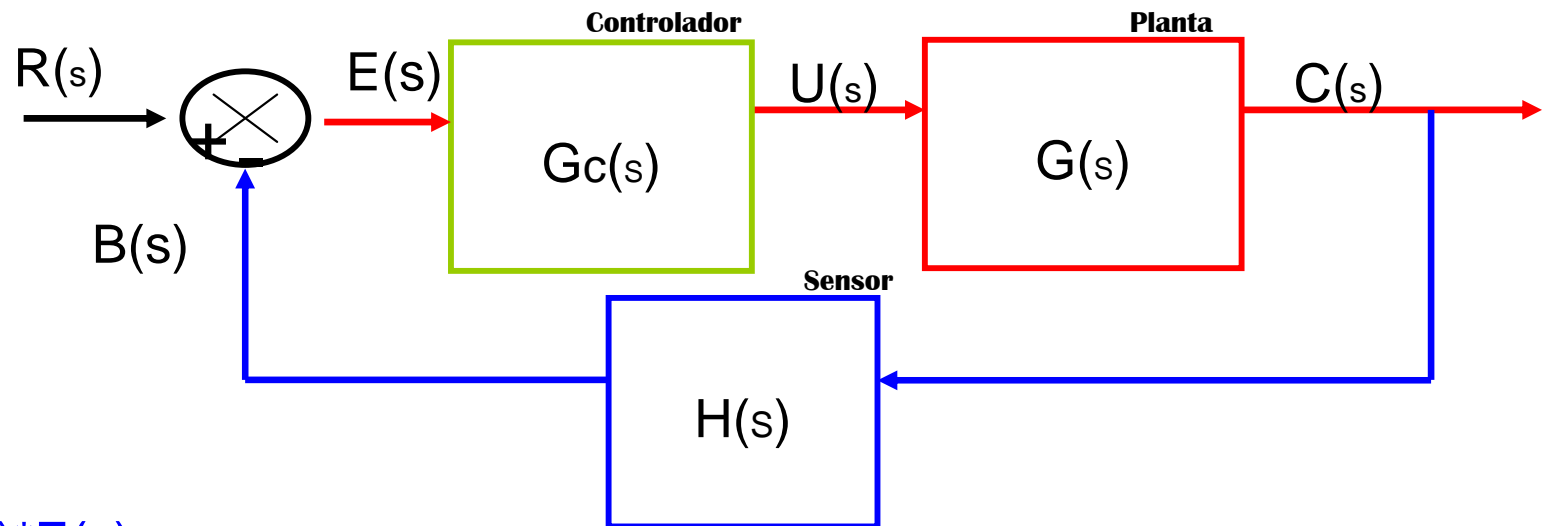 Controlador
Planta
R(s)
E(s)
U(s)
C(s)
+
-
Gc(s)
G(s)
B(s)
Sensor
H(s)